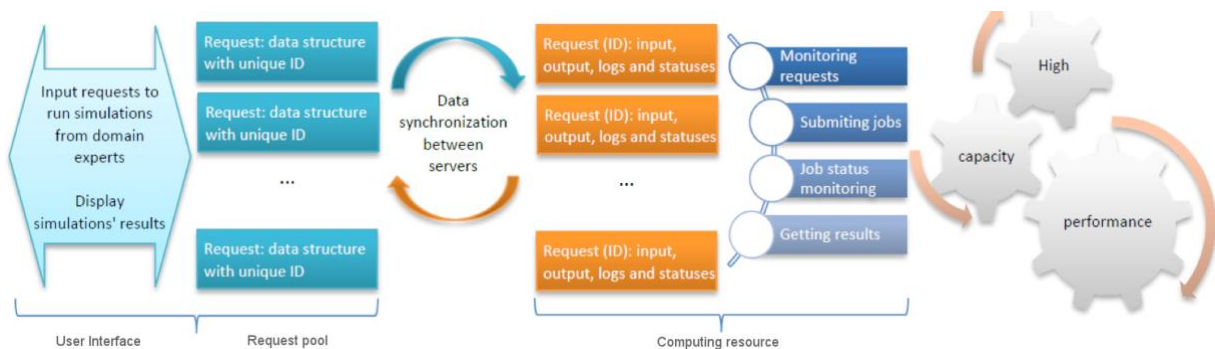 Input requests to
run simulations
from domain
experts
Display
simulations' results
Request: data structure
with unique ID
Request: data structure
with unique ID
...
Request: data structure
with unique ID
Data
synchronization
between
servers
Request (ID): input,
output, logs and statuses
Request (ID): input,
output, logs and statuses
...
Request (ID): input,
output, logs and statuses
Monitoring
requests
Submiting jobs
Job status
monitoring
Getting results
High
capacity
performance
User Interface
Request pool
Computing resource